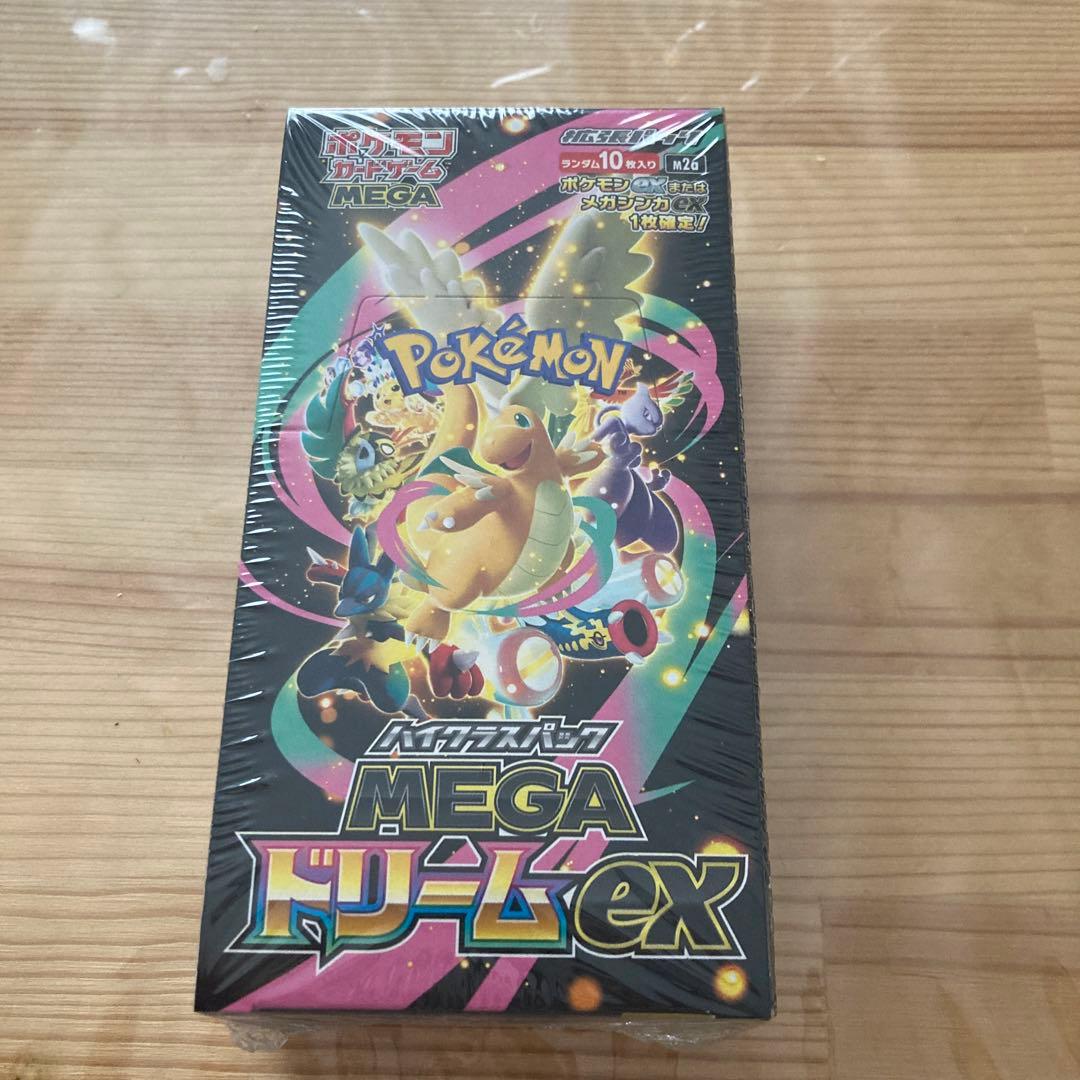 ポケモン
カードゲーム
MEGA
拡張パック
ランダム10枚入り M2a
ポケモンexまたは
メガシンカex
1枚確定!
POKÉMON
TM
ハイクラスパック
MEGA
ドリームex